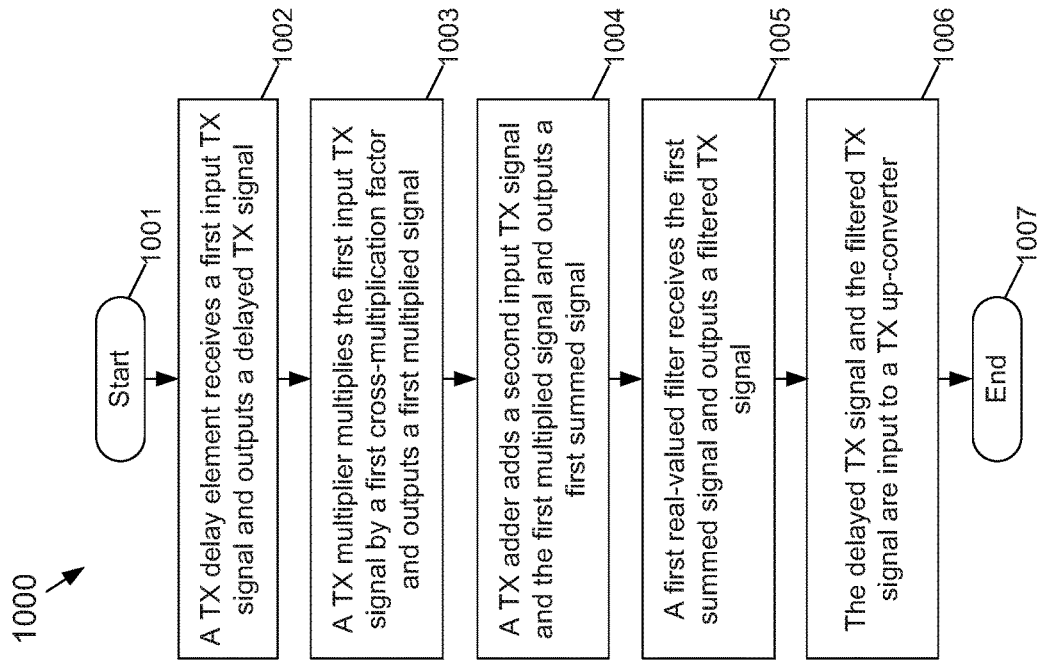 1000
Start
1001
A TX delay element receives a first input TX
signal and outputs a delayed TX signal
1002
A TX multiplier multiplies the first input TX
signal by a first cross-multiplication factor
and outputs a first multiplied signal
1003
A TX adder adds a second input TX signal
and the first multiplied signal and outputs a
first summed signal
1004
A first real-valued filter receives the first
summed signal and outputs a filtered TX
signal
1005
The delayed TX signal and the filtered TX
signal are input to a TX up-converter
1006
End
1007